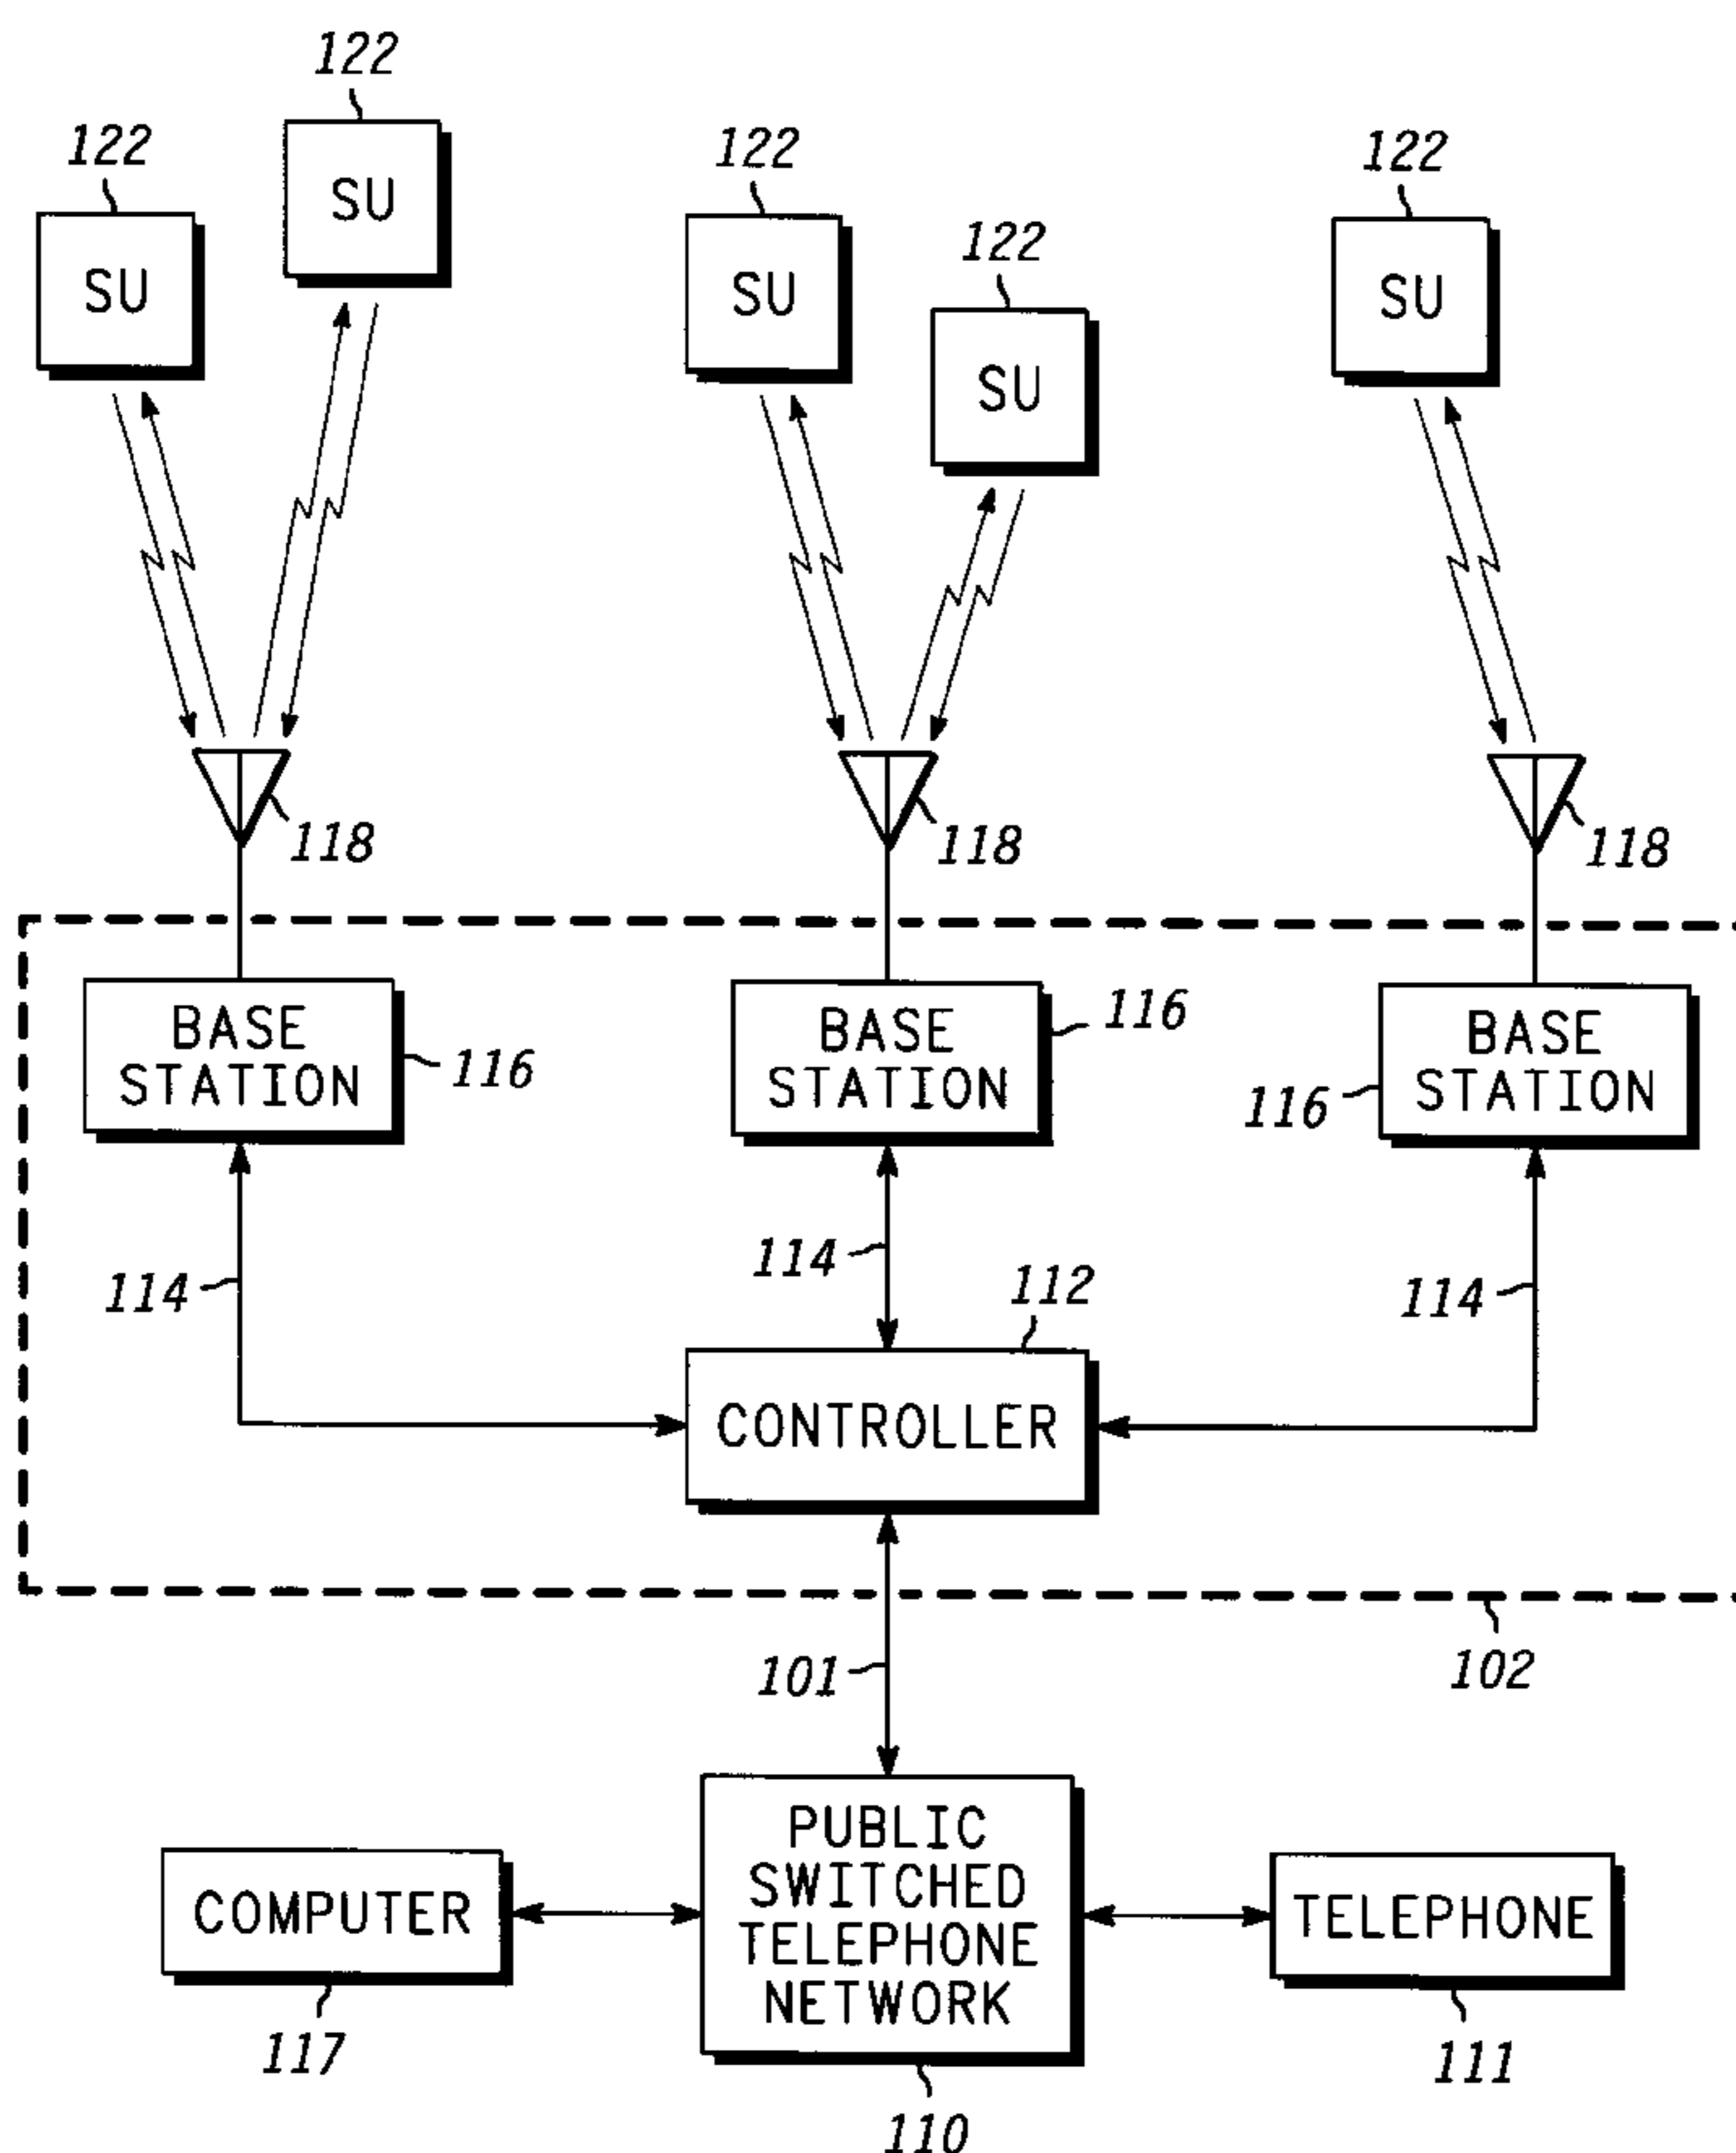 122
122
122
122
122
SU
SU
SU
SU
SU
118
118
118
BASE
STATION
116
BASE
STATION
116
BASE
STATION
116
114
114
114
112
CONTROLLER
101
102
PUBLIC
SWITCHED
TELEPHONE
NETWORK
COMPUTER
TELEPHONE
117
111
110